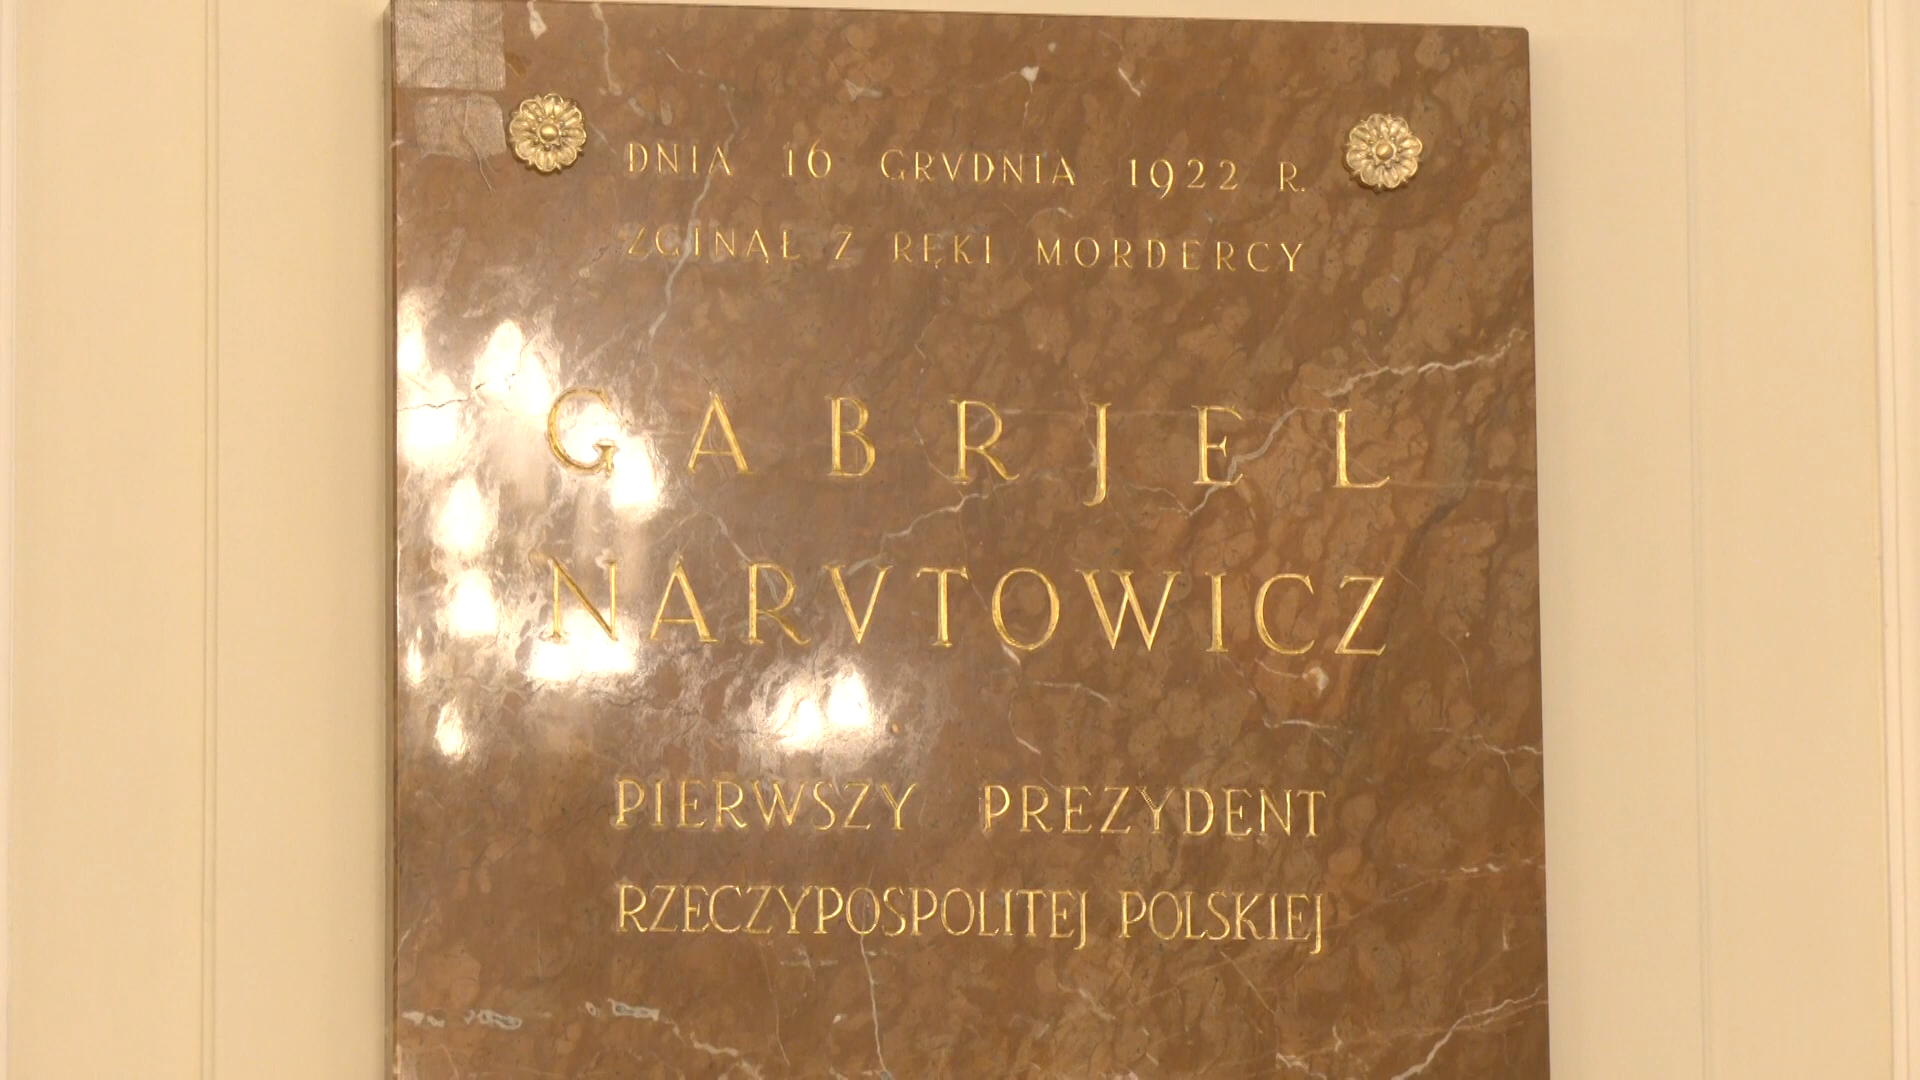 DNIA 16 GRVDNIA 1922 R.
ZGINĄŁ Z RĘKI MORDERCY
GABRJEL
NARVTOWICZ
PIERWSZY PREZYDENT
RZECZYPOSPOLITEJ POLSKIEJ